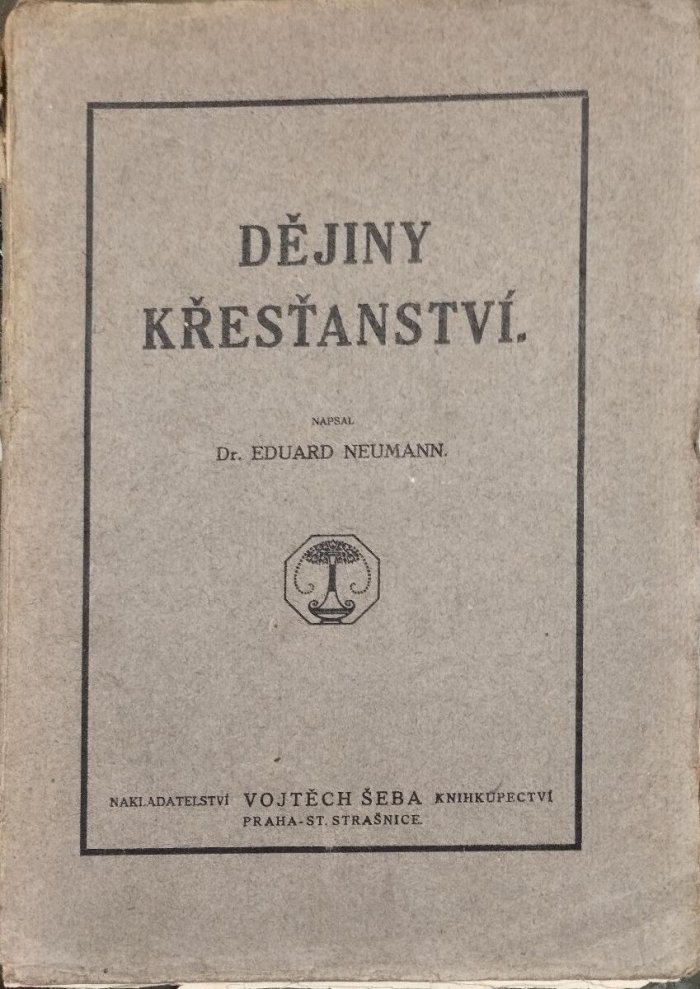 DĚJINY
KŘESŤANSTVÍ.
NAPSAL
Dr. EDUARD NEUMANN.
NAKLADATELSTVÍ VOJTĚCH ŠEBA KNIHKUPECTVÍ
PRAHA-ST. STRAŠNICE.